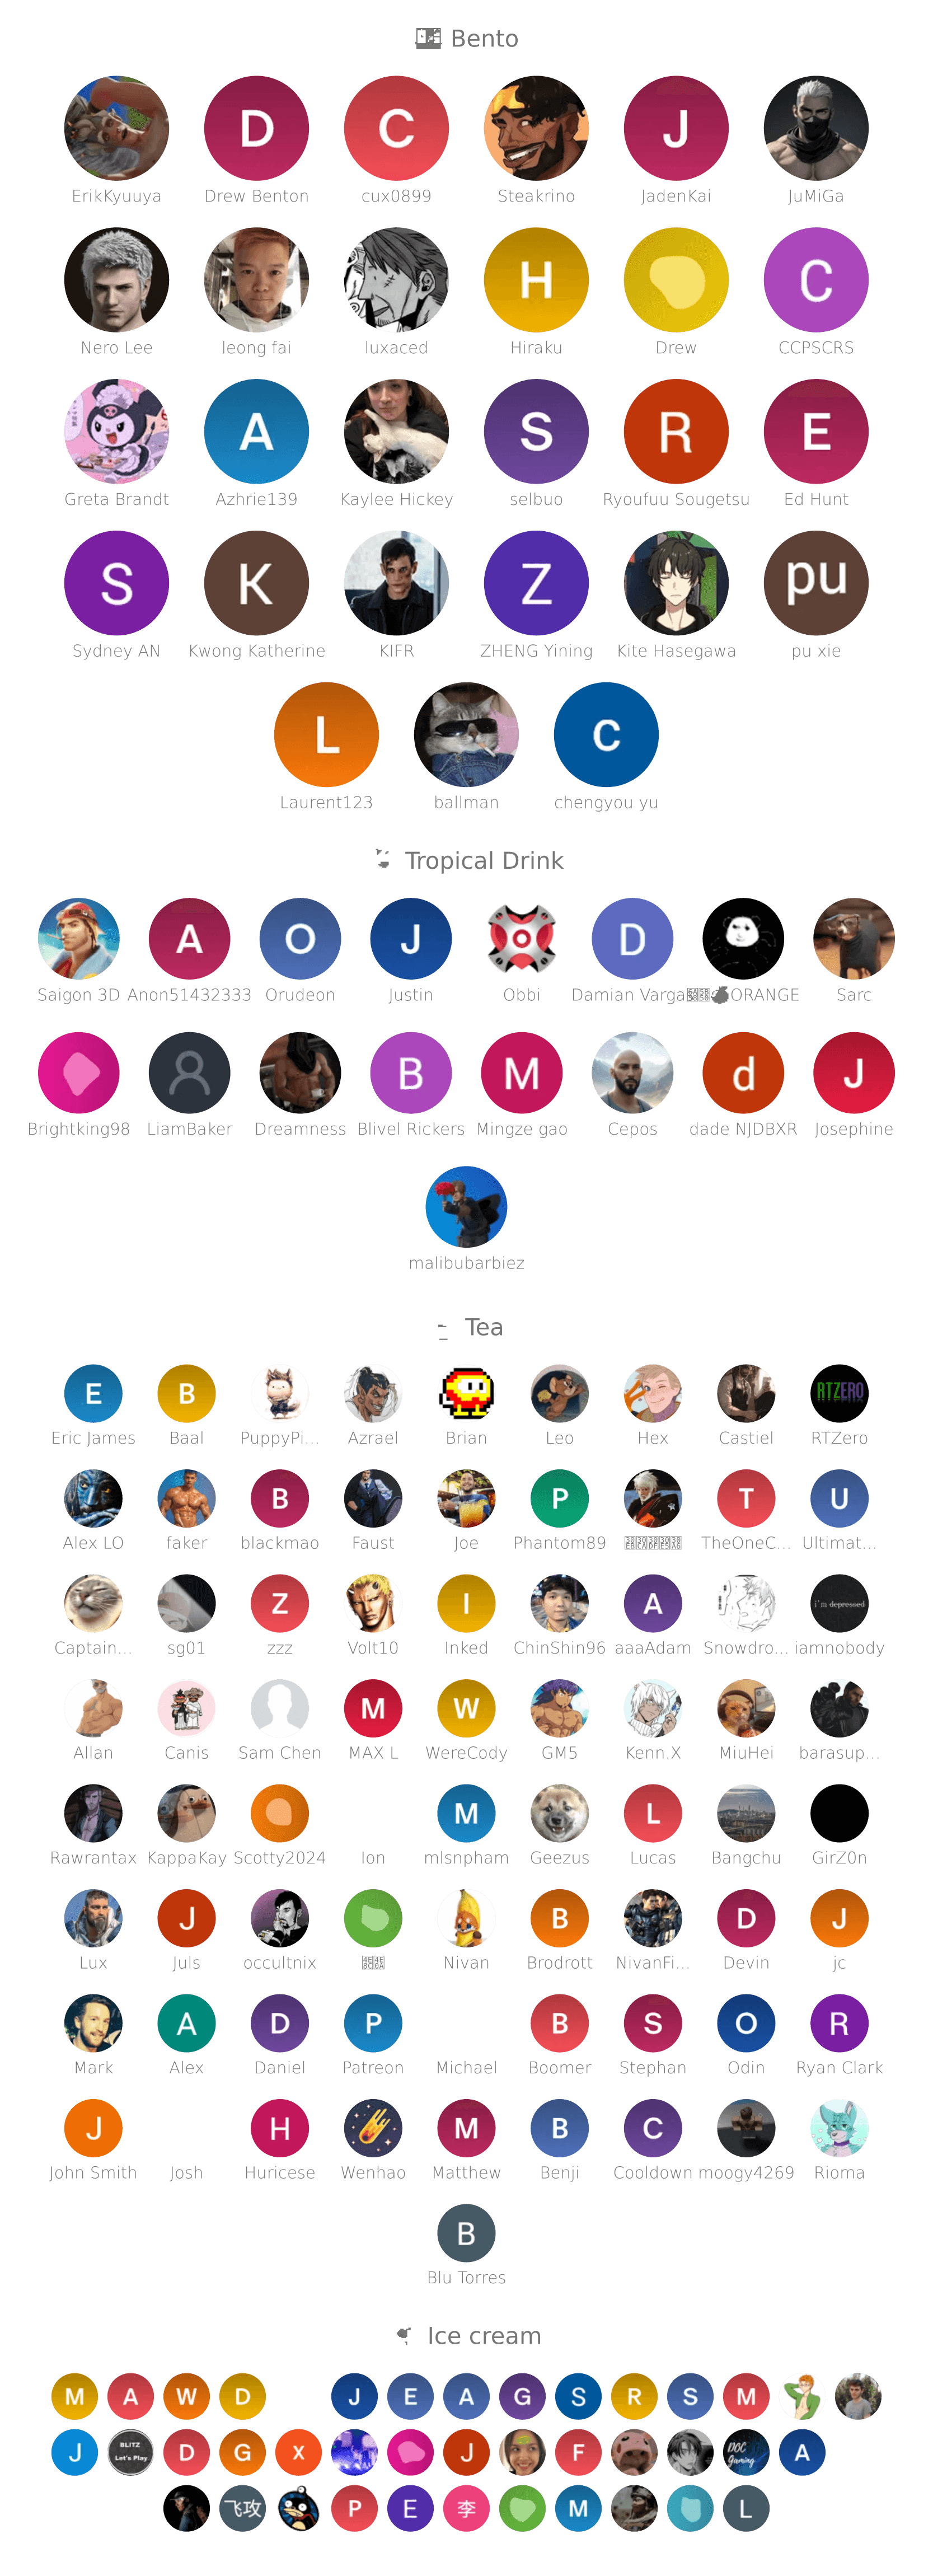 Bento
D C J
ErikKyuuya Drew Benton cux0899 Steakrino JadenKai JuMiGa
H C
Nero Lee leong fai luxaced Hiraku Drew CCPSCRS
A S R E
Greta Brandt Azhrie139 Kaylee Hickey selbuo Ryoufuu Sougetsu Ed Hunt
S K Z pu
Sydney AN Kwong Katherine KIFR ZHENG Yining Kite Hasegawa pu xie
L C
Laurent123 ballman chengyou yu
Tropical Drink
A O J D
Saigon 3D Anon51432333 Orudeon Justin Obbi Damian Vargas ORANGE Sarc
B M d J
Brightking98 LiamBaker Dreamness Blivel Rickers Mingze gao Cepos dade NJDBXR Josephine
malibubarbiez
Tea
E B RTZERO
Eric James Baal PuppyPi... Azrael Brian Leo Hex Castiel RTZero
B P T U
Alex LO faker blackmao Faust Joe Phantom89 TheOneC... Ultimat...
Z I A i'm depressed
Captain... sg01 zzz Volt10 Inked ChinShin96 aaaAdam Snowdro... iamnobody
M W
Allan Canis Sam Chen MAX L WereCody GM5 Kenn.X MiuHei barasup...
M L
Rawrantax KappaKay Scotty2024 Ion mlsnpham Geezus Lucas Bangchu GirZ0n
J B D J
Lux Juls occultnix Nivan Brodrott NivanFi... Devin jc
A D P B S O R
Mark Alex Daniel Patreon Michael Boomer Stephan Odin Ryan Clark
J H M B C
John Smith Josh Huricese Wenhao Matthew Benji Cooldown moogy4269 Rioma
B
Blu Torres
Ice cream
M A W D J E A G S R S M
J BLITZ Let's Play D G X J F DOC Gaming A
飞攻 P E 李 M L